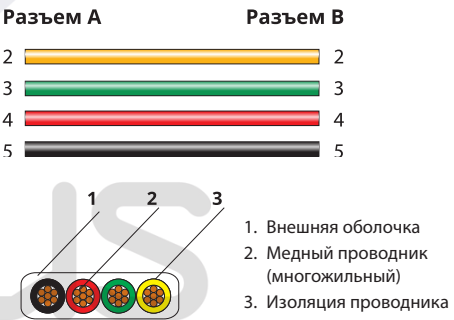 Разъем A Разъем B
2 2
3 3
4 4
5 5
1 2 3
1. Внешняя оболочка
2. Медный проводник
(многожильный)
3. Изоляция проводника
JS